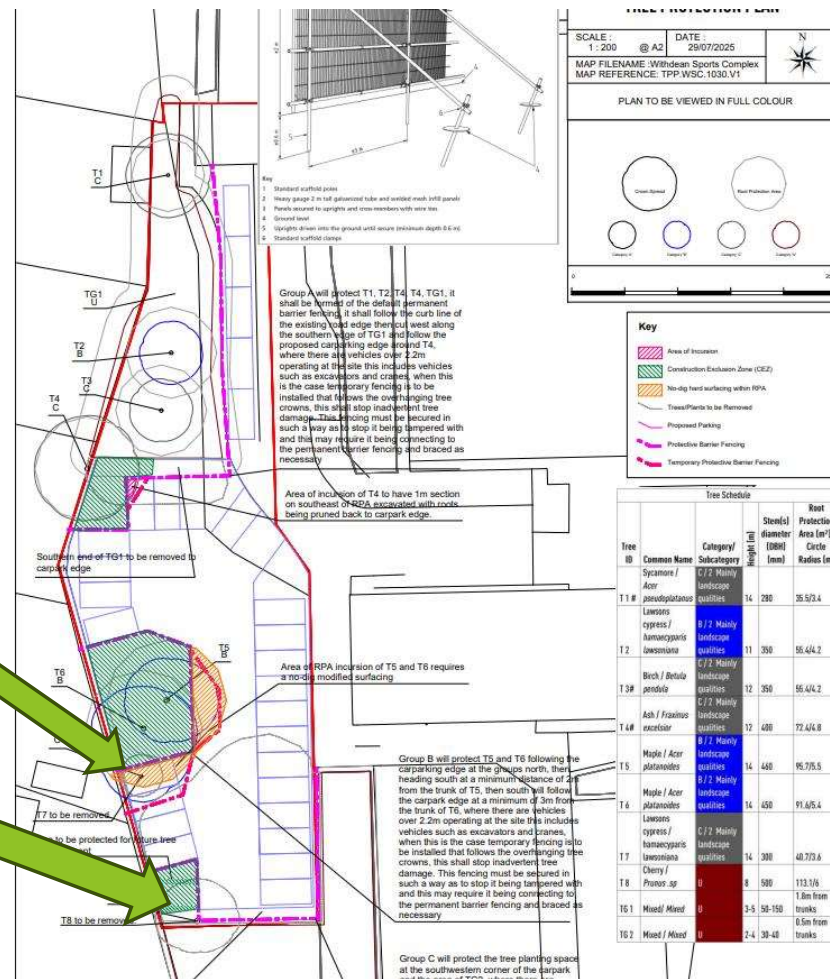 SCALE :
1 : 200 @ A2
DATE :
29/07/2025
N
MAP FILENAME :Withdean Sports Complex
MAP REFERENCE: TPP.WSC.1030.V1
PLAN TO BE VIEWED IN FULL COLOUR
Crown Spread
Root Protection Area
Category 'A'
Category 'B'
Category 'C'
Category 'U'
0
Key
1 Standard scaffold poles
2 Heavy gauge 2 m tall galvanized tube and welded mesh infill panels
3 Panels secured to uprights and cross-members with wire ties
4 Ground level
5 Uprights driven into the ground until secure (minimum depth 0.6 m)
6 Standard scaffold clamps
Key
Area of Incursion
Construction Exclusion Zone (CEZ)
No-dig hard surfacing within RPA
Trees/Plants to be Removed
Proposed Parking
Protective Barrier Fencing
Temporary Protective Barrier Fencing
T1
C
TG1
U
T2
B
T3
C
T4
C
T5
B
T6
B
Group A will protect T1, T2, T4, T4, TG1, it
shall be formed of the default permanent
barrier fencing, it shall follow the curb line of
the existing road edge then cut west along
the southern edge of TG1 and follow the
proposed carparking edge around T4,
where there are vehicles over 2.2m
operating at the site this includes vehicles
such as excavators and cranes, when this
is the case temporary fencing is to be
installed that follows the overhanging tree
crowns, this shall stop inadvertent tree
damage. This fencing must be secured in
such a way as to stop it being tampered with
and this may require it being connecting to
the permanent barrier fencing and braced as
necessary
Area of incursion of T4 to have 1m section
on southeast of RPA excavated with roots
being pruned back to carpark edge.
Southern end of TG1 to be removed to
carpark edge
Area of RPA incursion of T5 and T6 requires
a no-dig modified surfacing
Group B will protect T5 and T6 following the
carparking edge at the groups north, then
heading south at a minimum distance of 2m
from the trunk of T5, then south will follow
the carpark edge at a minimum of 3m from
the trunk of T6, where there are vehicles
over 2.2m operating at the site this includes
vehicles such as excavators and cranes,
when this is the case temporary fencing is to
be installed that follows the overhanging tree
crowns, this shall stop inadvertent tree
damage. This fencing must be secured in
such a way as to stop it being tampered with
and this may require it being connecting to
the permanent barrier fencing and braced as
necessary
T7 to be removed
to be protected for future tree
T8 to be removed
Group C will protect the tree planting space
at the southwestern corner of the carpark
Tree Schedule
Tree ID Common Name Category/ Subcategory Height (m) Stem(s) diameter (DBH) (mm) Root Protection Area (m²) Circle Radius
T 1 # Sycamore / Acer pseudoplatanus C / 2 Mainly landscape qualities 14 280 35.5/3.4
T 2 Lawsons cypress / hamaecyparis lawsoniana B / 2 Mainly landscape qualities 11 350 55.4/4.2
T 3# Birch / Betula pendula C / 2 Mainly landscape qualities 12 350 55.4/4.2
T 4# Ash / Fraxinus excelsior C / 2 Mainly landscape qualities 12 400 72.4/4.8
T 5 Maple / Acer platanoides B / 2 Mainly landscape qualities 14 460 95.7/5.5
T 6 Maple / Acer platanoides B / 2 Mainly landscape qualities 14 450 91.6/5.4
T 7 Lawsons cypress / hamaecyparis lawsoniana C / 2 Mainly landscape qualities 14 300 40.7/3.6
T 8 Cherry / Prunus .sp U 8 500 113.1/6
TG 1 Mixed/ Mixed U 3-5 50-150 1.8m from trunks
TG 2 Mixed / Mixed U 2-4 30-40 0.5m from trunks